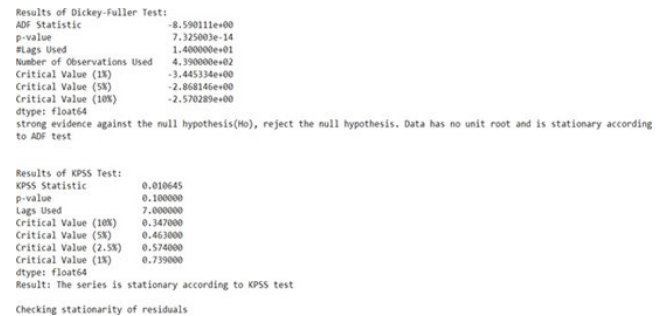 Results of Dickey-Fuller Test:
ADF Statistic -8.590111e+00
p-value 7.325003e-14
#Lags Used 1.400000e+01
Number of Observations Used 4.390000e+02
Critical Value (1%) -3.445334e+00
Critical Value (5%) -2.868146e+00
Critical Value (10%) -2.570289e+00
dtype: float64
strong evidence against the null hypothesis(Ho), reject the null hypothesis. Data has no unit root and is stationary according
to ADF test
Results of KPSS Test:
KPSS Statistic 0.010645
p-value 0.100000
Lags Used 7.000000
Critical Value (10%) 0.347000
Critical Value (5%) 0.463000
Critical Value (2.5%) 0.574000
Critical Value (1%) 0.739000
dtype: float64
Result: The series is stationary according to KPSS test
Checking stationarity of residuals